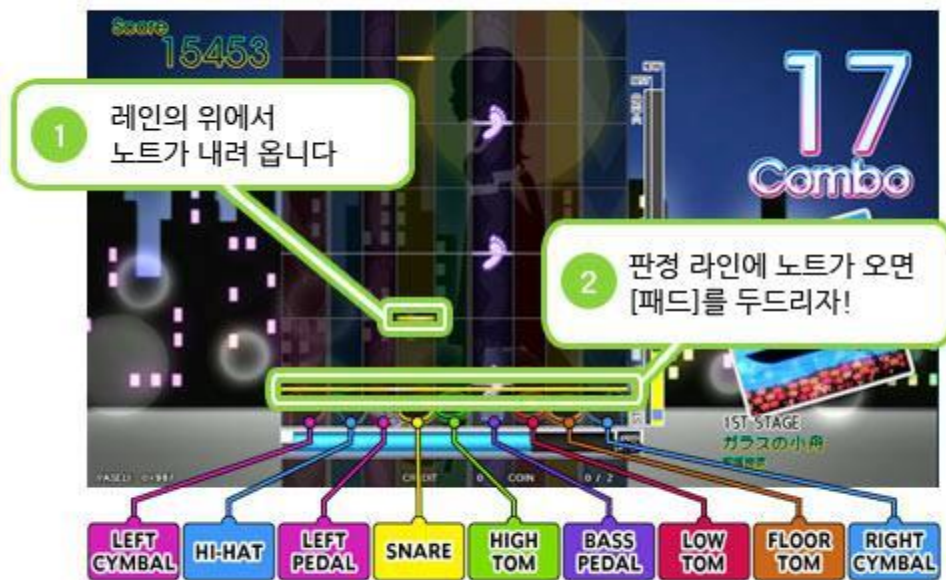 Score
15453
17
Combo
1
레인의 위에서
노트가 내려 옵니다
2
판정 라인에 노트가 오면
[패드]를 두드리자!
1ST STAGE
ガラスの小舟
CREDIT 0 COIN 0 / 2
LEFT CYMBAL
HI-HAT
LEFT PEDAL
SNARE
HIGH TOM
BASS PEDAL
LOW TOM
FLOOR TOM
RIGHT CYMBAL